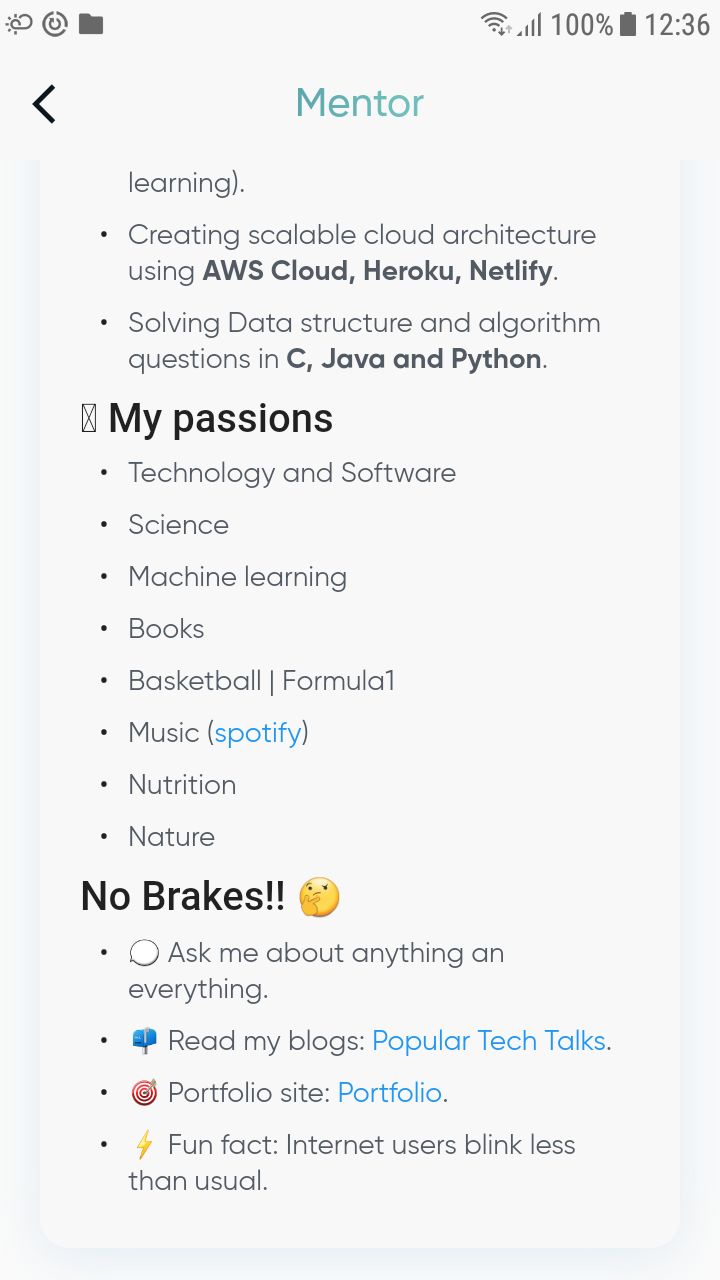 100% 12:36
Mentor
learning).
• Creating scalable cloud architecture
using AWS Cloud, Heroku, Netlify.
• Solving Data structure and algorithm
questions in C, Java and Python.
My passions
• Technology and Software
• Science
• Machine learning
• Books
• Basketball | Formula1
• Music (spotify)
• Nutrition
• Nature
No Brakes!! 🤔
• 💭 Ask me about anything an
everything.
• 📫 Read my blogs: Popular Tech Talks.
• 🎯 Portfolio site: Portfolio.
• ⚡ Fun fact: Internet users blink less
than usual.